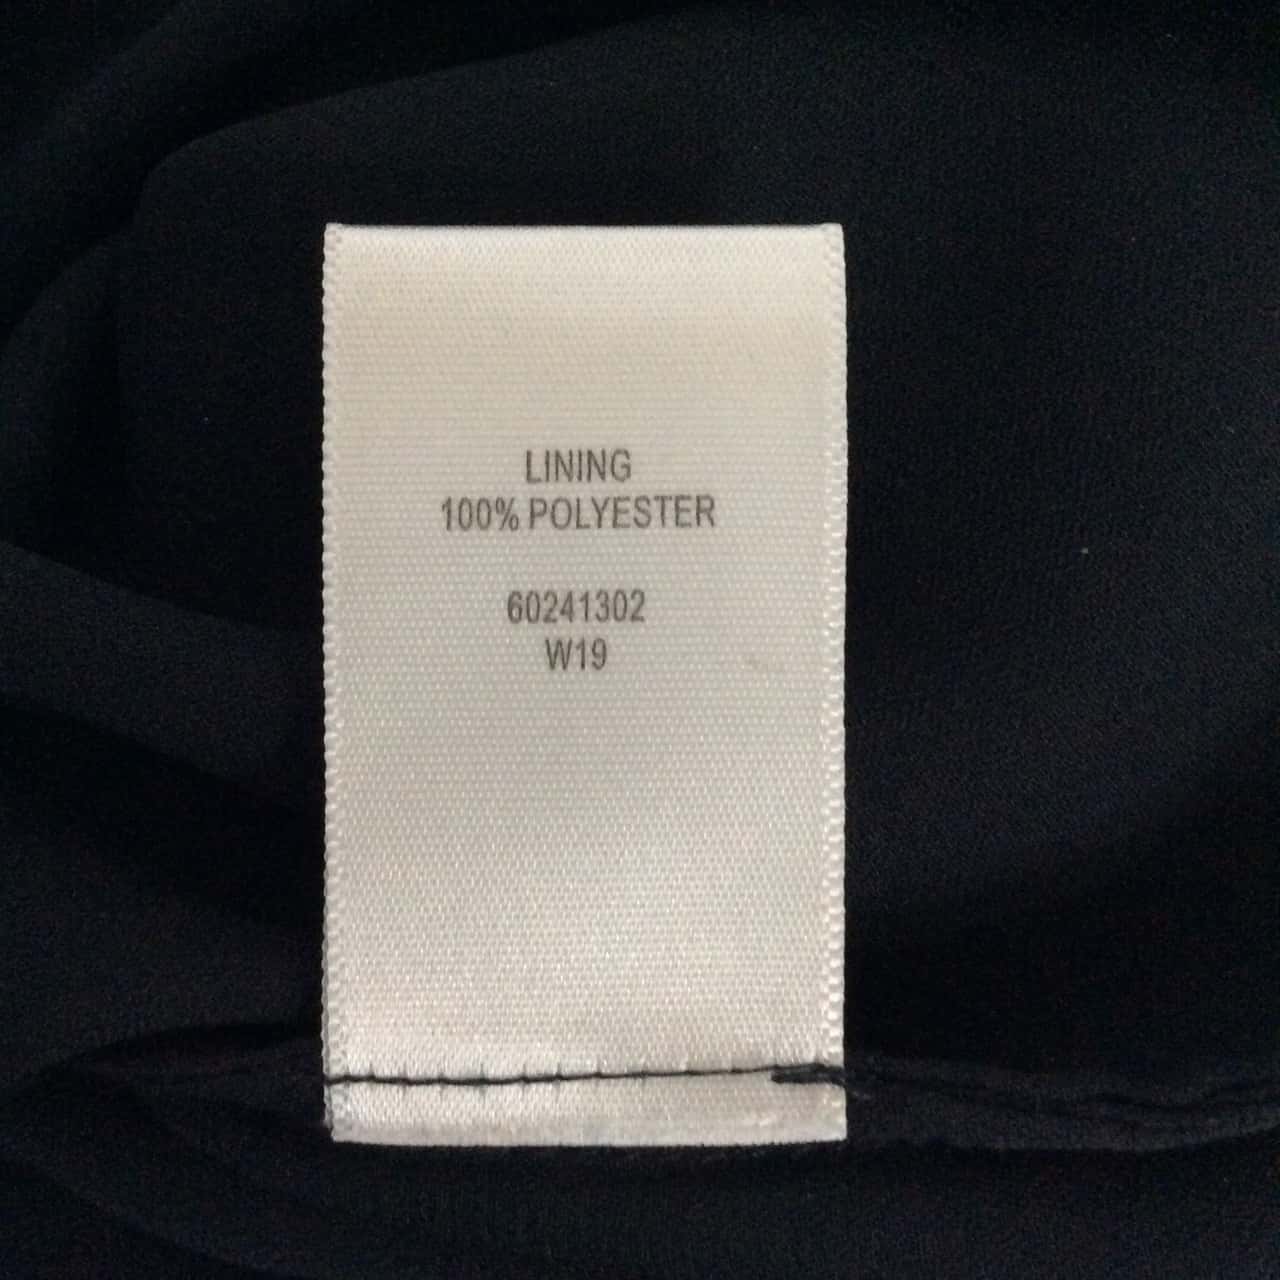 LINING
100% POLYESTER
60241302
W19